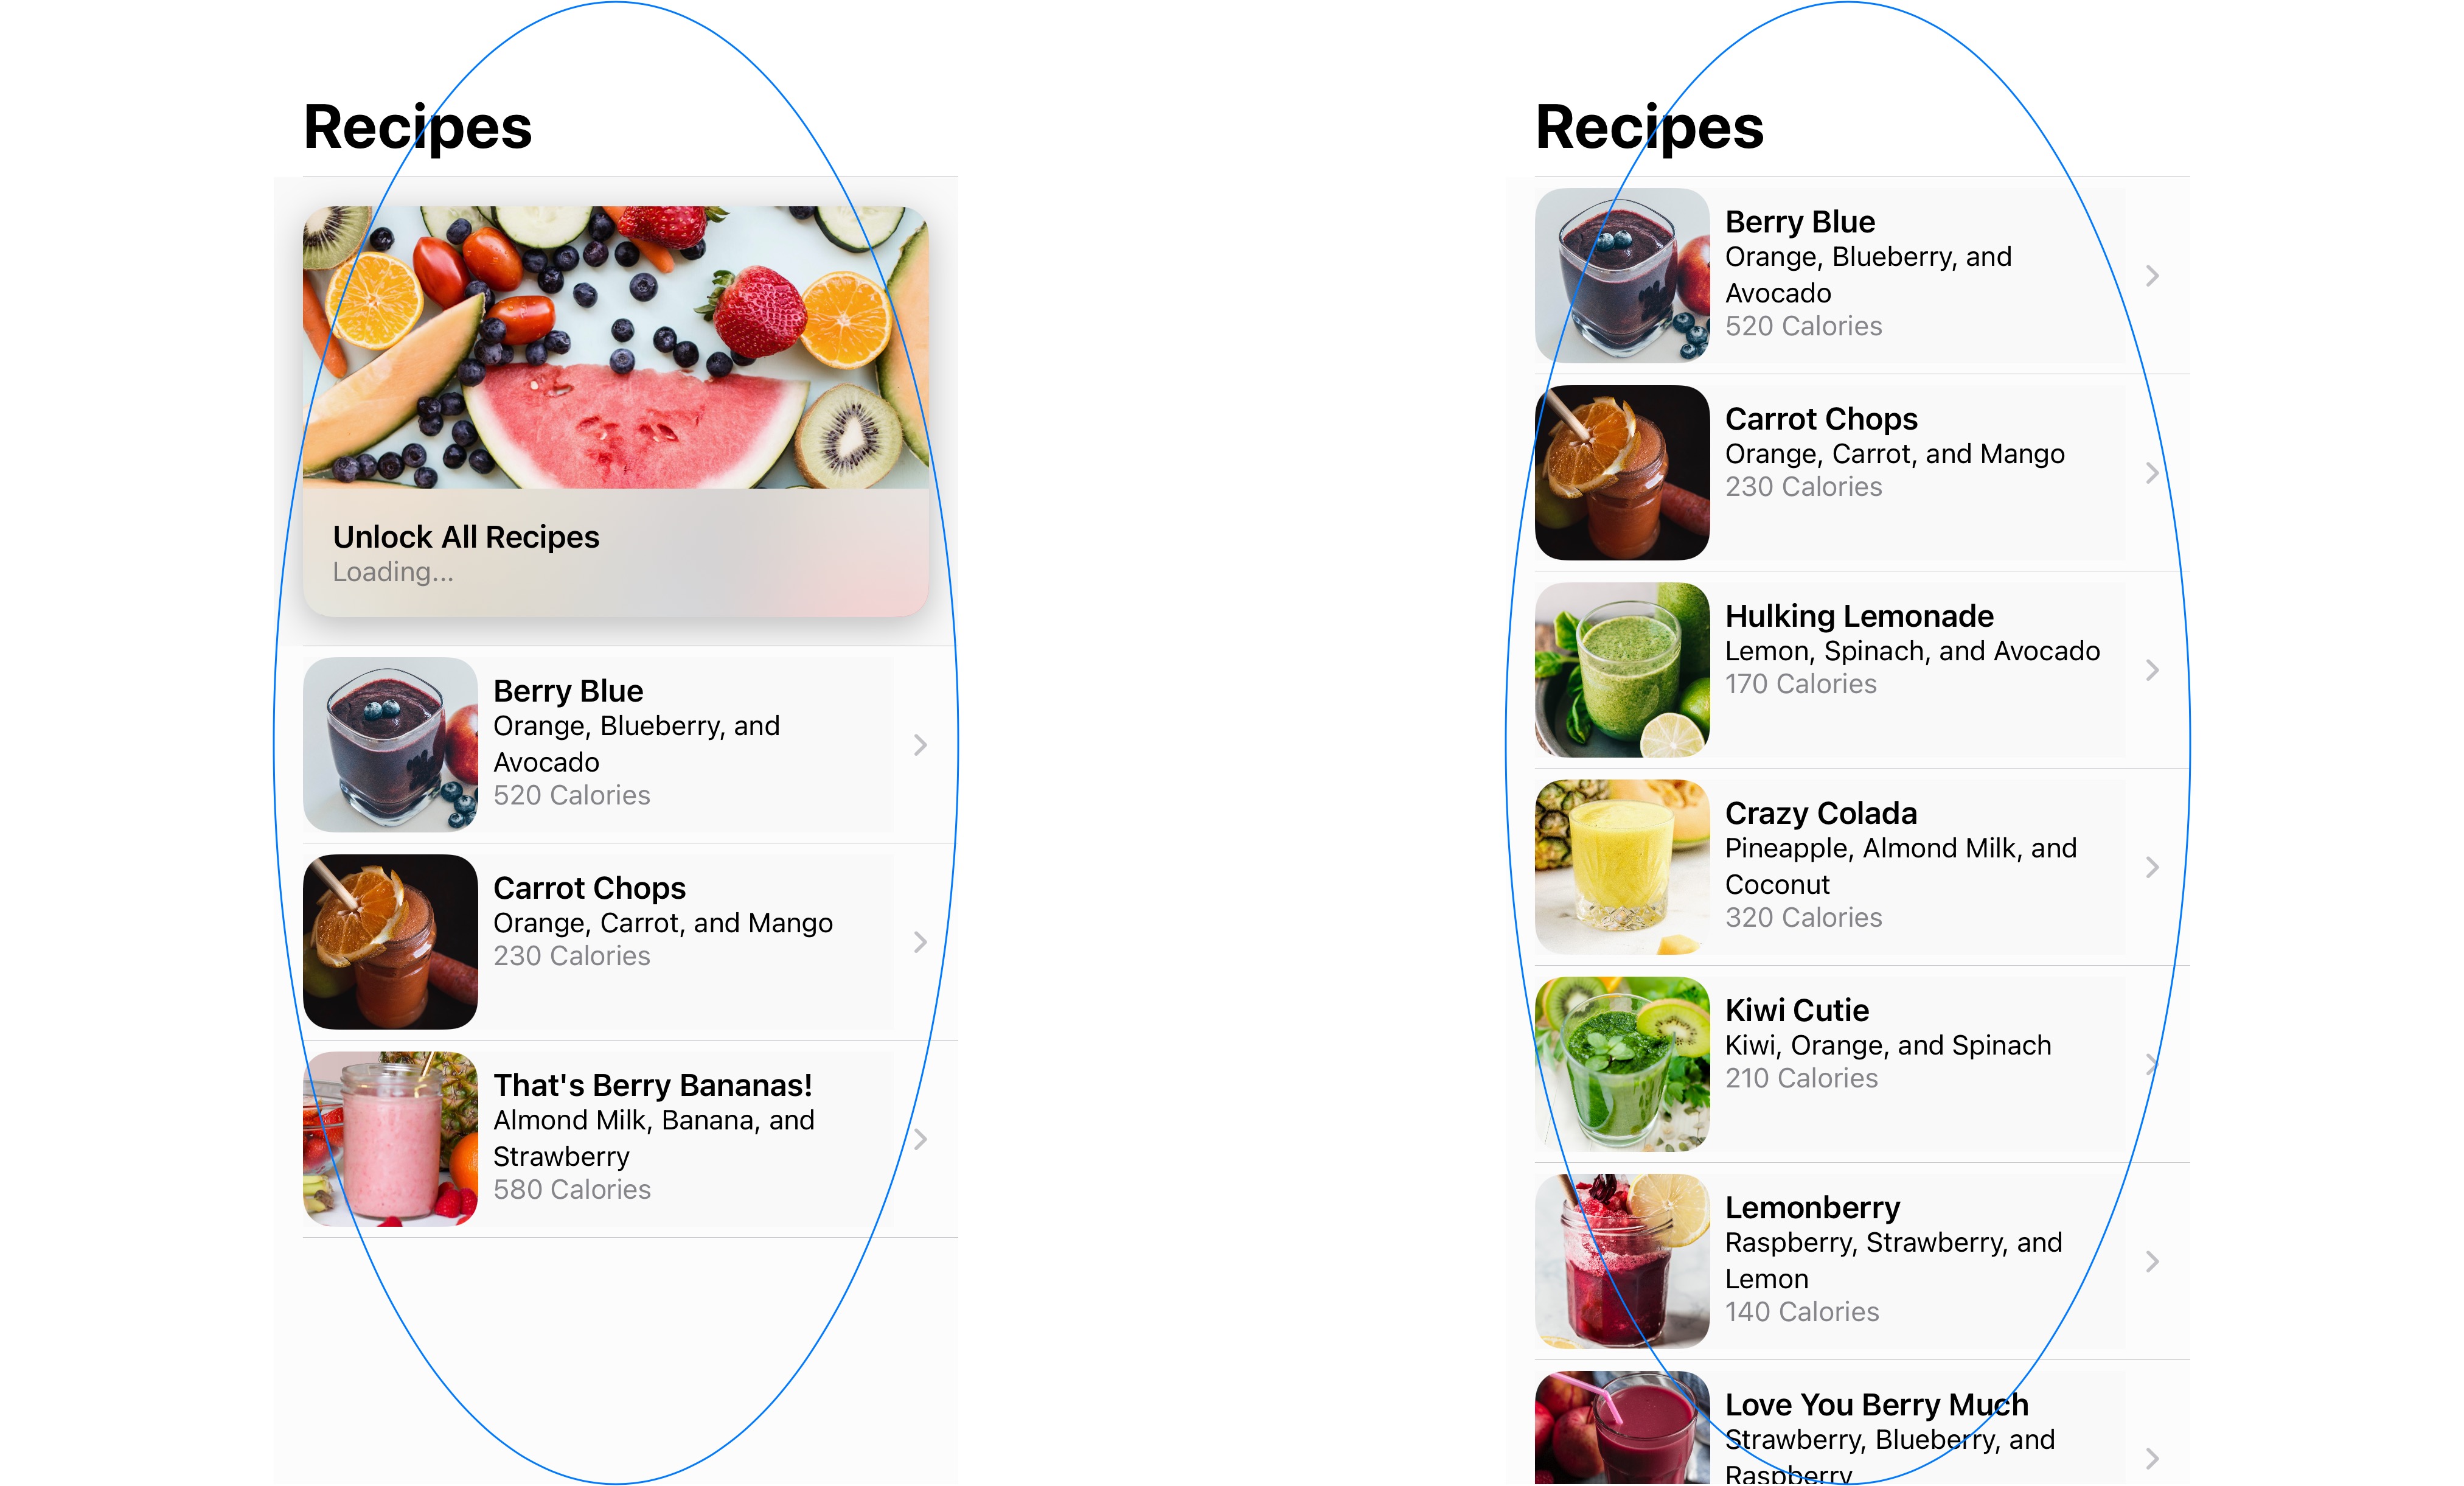 Recipes
Unlock All Recipes
Loading...
Berry Blue
Orange, Blueberry, and
Avocado
520 Calories
Carrot Chops
Orange, Carrot, and Mango
230 Calories
That's Berry Bananas!
Almond Milk, Banana, and
Strawberry
580 Calories
Recipes
Berry Blue
Orange, Blueberry, and
Avocado
520 Calories
Carrot Chops
Orange, Carrot, and Mango
230 Calories
Hulking Lemonade
Lemon, Spinach, and Avocado
170 Calories
Crazy Colada
Pineapple, Almond Milk, and
Coconut
320 Calories
Kiwi Cutie
Kiwi, Orange, and Spinach
210 Calories
Lemonberry
Raspberry, Strawberry, and
Lemon
140 Calories
Love You Berry Much
Strawberry, Blueberry, and
Raspberry